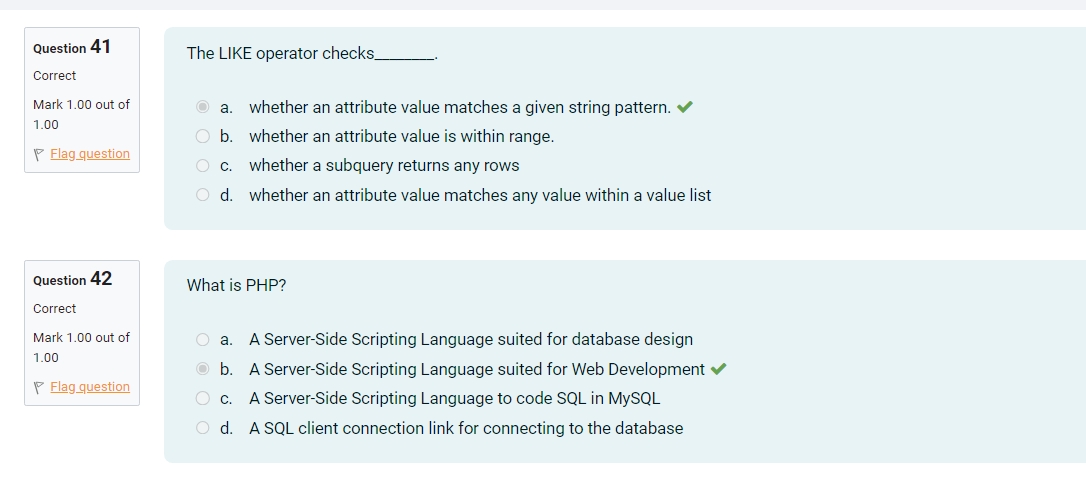 Question 41
Correct
Mark 1.00 out of
1.00
Flag question
The LIKE operator checks________.
a. whether an attribute value matches a given string pattern.
b. whether an attribute value is within range.
c. whether a subquery returns any rows
d. whether an attribute value matches any value within a value list
Question 42
Correct
Mark 1.00 out of
1.00
Flag question
What is PHP?
a. A Server-Side Scripting Language suited for database design
b. A Server-Side Scripting Language suited for Web Development
c. A Server-Side Scripting Language to code SQL in MySQL
d. A SQL client connection link for connecting to the database